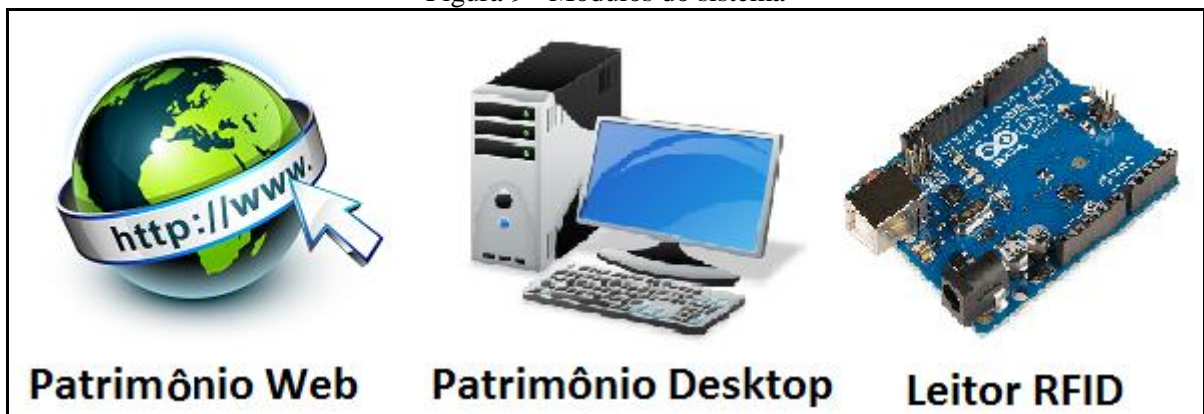 Figura 9 - Módulos do sistema
http://www.
Patrimônio Web
Patrimônio Desktop
Leitor RFID